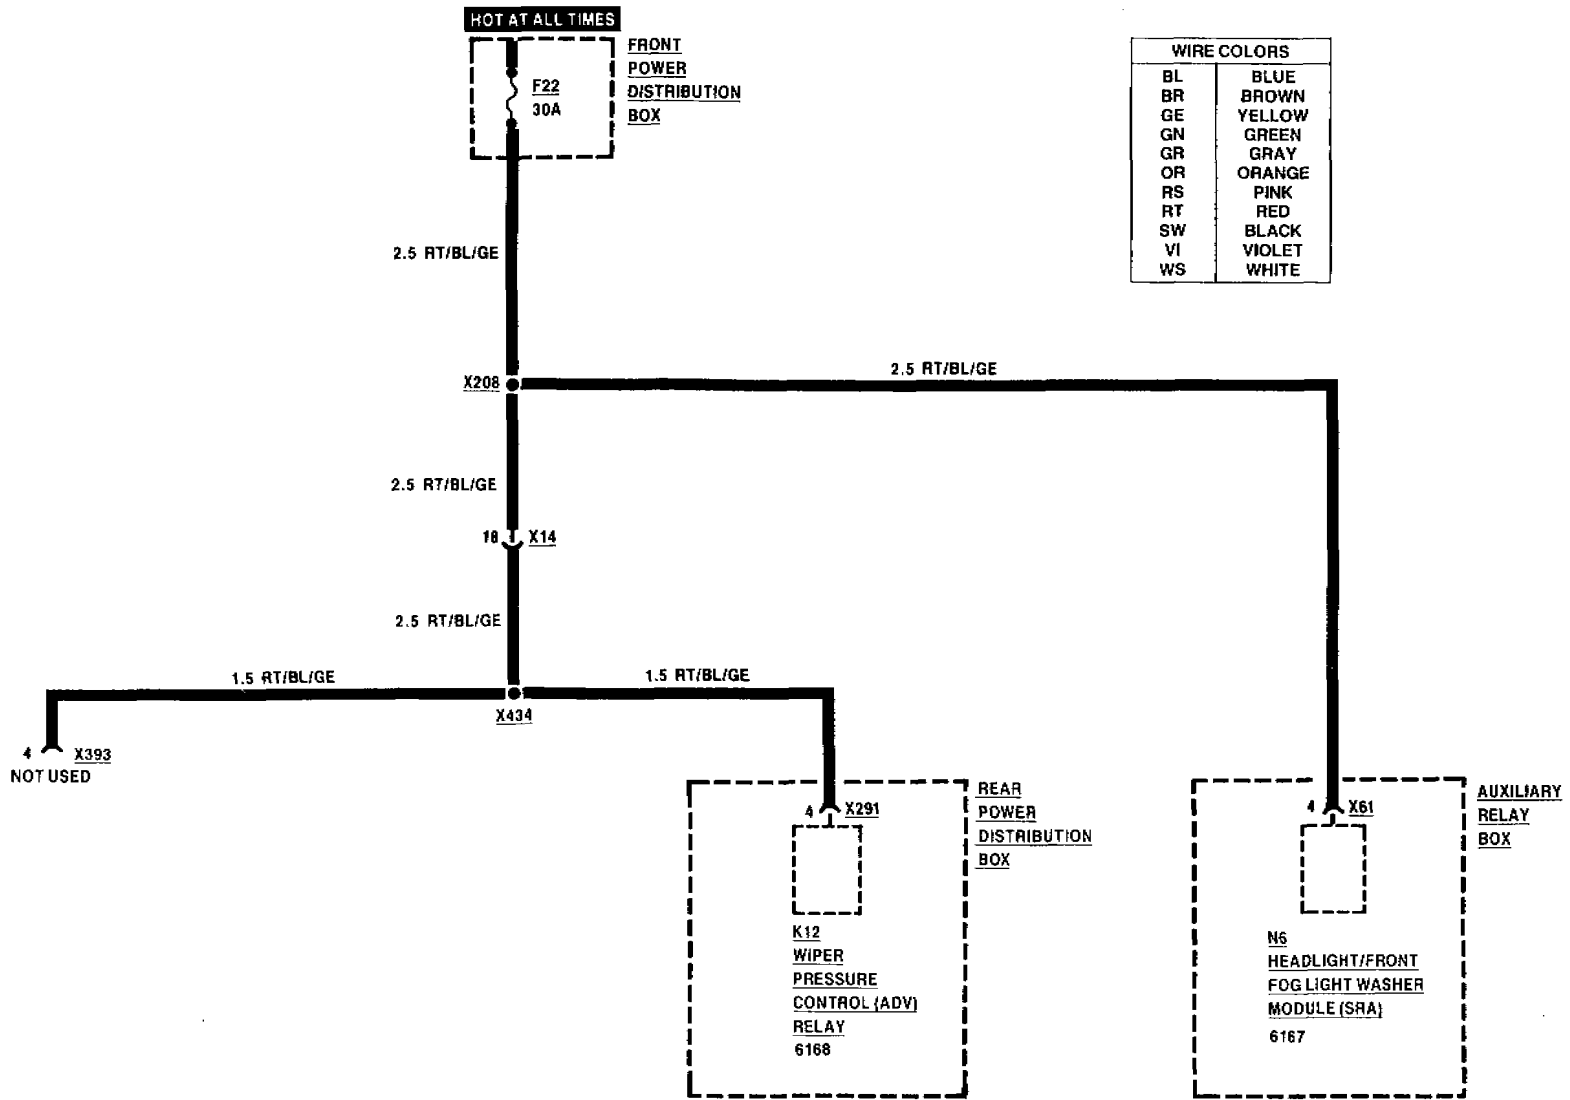 HOT AT ALL TIMES
FRONT
POWER
DISTRIBUTION
BOX
F22
30A
WIRE COLORS
BL BLUE
BR BROWN
GE YELLOW
GN GREEN
GR GRAY
OR ORANGE
RS PINK
RT RED
SW BLACK
VI VIOLET
WS WHITE
2.5 RT/BL/GE
X208
2.5 RT/BL/GE
2.5 RT/BL/GE
18 X14
2.5 RT/BL/GE
1.5 RT/BL/GE
1.5 RT/BL/GE
X434
4 X393
NOT USED
4 X291
REAR
POWER
DISTRIBUTION
BOX
K12
WIPER
PRESSURE
CONTROL (ADV)
RELAY
6168
4 X61
AUXILIARY
RELAY
BOX
N6
HEADLIGHT/FRONT
FOG LIGHT WASHER
MODULE (SRA)
6167